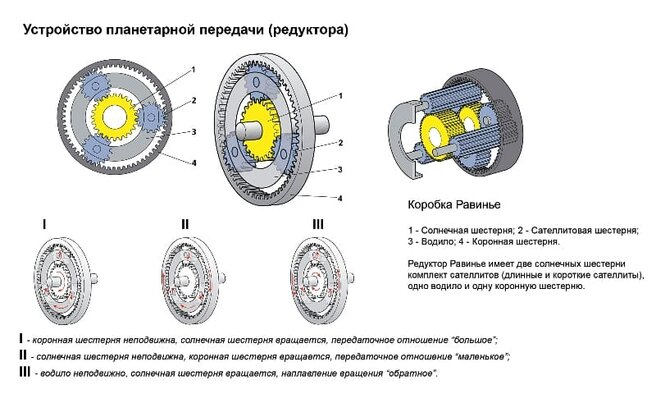 Устройство планетарной передачи (редуктора)
1
2
3
4
1
2
3
4
Коробка Равинье
1 - Солнечная шестерня; 2 - Сателлитовая шестерня;
3 - Водило; 4 - Коронная шестерня.
Редуктор Равинье имеет две солнечных шестерни
комплект сателлитов (длинные и короткие сателлиты),
одно водило и одну коронную шестерню.
I
II
III
I - коронная шестерня неподвижна, солнечная шестерня вращается, передаточное отношение “большое”;
II - солнечная шестерня неподвижна, коронная шестерня вращается, передаточное отношение “маленькое”;
III - водило неподвижно, солнечная шестерня вращается, наплавление вращения “обратное”.